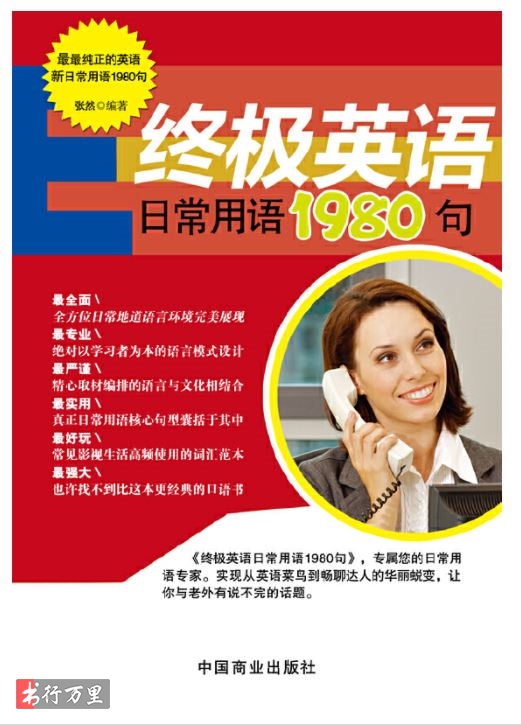 最最纯正的英语
新日常用语1980句
张然◎编著
终极英语
日常用语1980句
最全面\
全方位日常地道语言环境完美展现
最专业\
绝对以学习者为本的语言模式设计
最严谨\
精心取材编排的语言与文化相结合
最实用\
真正日常用语核心句型囊括于其中
最好玩\
常见影视生活高频使用的词汇范本
最强大\
也许找不到比这本更经典的口语书
《终极英语日常用语1980句》，专属您的日常用
语专家。实现从英语菜鸟到畅聊达人的华丽蜕变，让
你与老外有说不完的话题。
中国商业出版社
书行万里